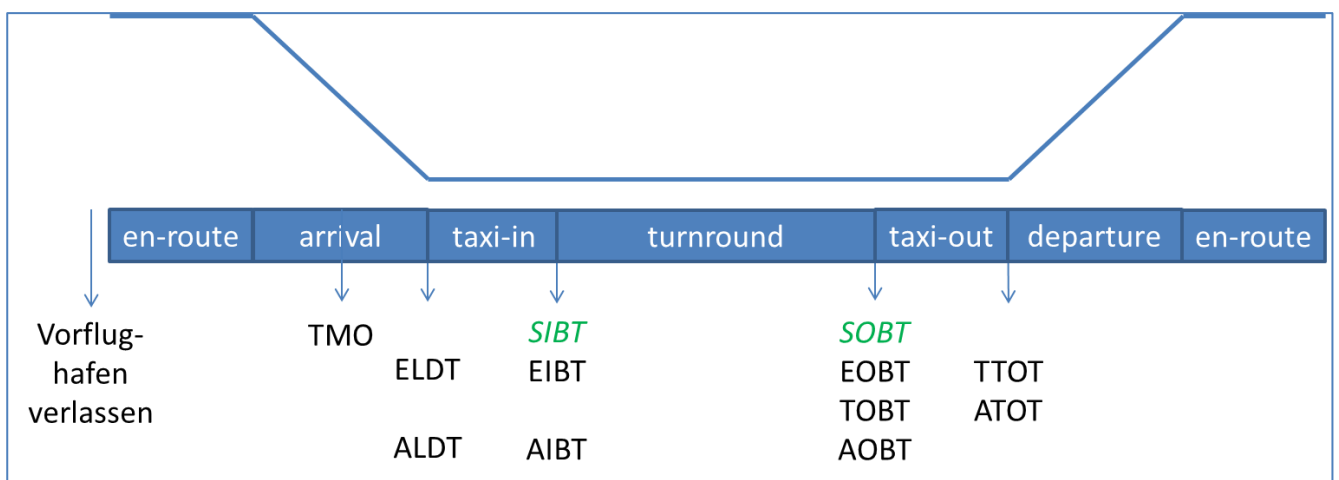 en-route arrival taxi-in turnround taxi-out departure en-route
Vorflug-
hafen
verlassen
TMO
ELDT
ALDT
SIBT
EIBT
AIBT
SOBT
EOBT
TOBT
AOBT
TTOT
ATOT